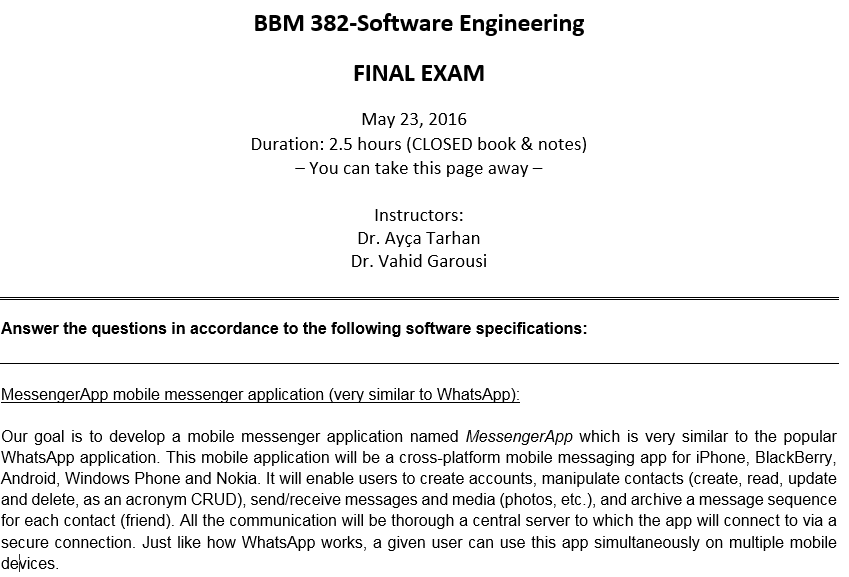 BBM 382-Software Engineering
FINAL EXAM
May 23, 2016
Duration: 2.5 hours (CLOSED book & notes)
– You can take this page away –
Instructors:
Dr. Ayça Tarhan
Dr. Vahid Garousi
Answer the questions in accordance to the following software specifications:
MessengerApp mobile messenger application (very similar to WhatsApp):
Our goal is to develop a mobile messenger application named MessengerApp which is very similar to the popular
WhatsApp application. This mobile application will be a cross-platform mobile messaging app for iPhone, BlackBerry,
Android, Windows Phone and Nokia. It will enable users to create accounts, manipulate contacts (create, read, update
and delete, as an acronym CRUD), send/receive messages and media (photos, etc.), and archive a message sequence
for each contact (friend). All the communication will be thorough a central server to which the app will connect to via a
secure connection. Just like how WhatsApp works, a given user can use this app simultaneously on multiple mobile
devices.